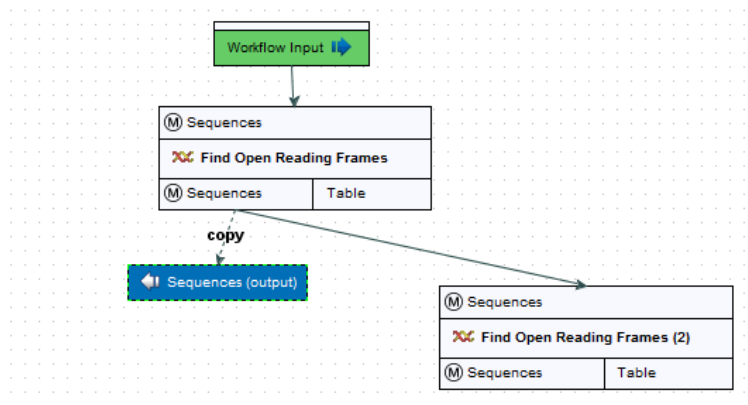 Workflow Input
M Sequences
Find Open Reading Frames
M Sequences Table
copy
Sequences (output)
M Sequences
Find Open Reading Frames (2)
M Sequences Table